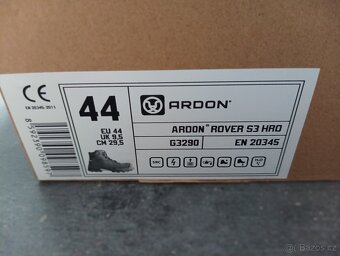 CE
EN 20345:2011
44
EU 44
UK 9,5
CM 29,5
ARDON®
ARDON® ROVER S3 HRO
G3290
EN 20345
SRC
Bazos.cz